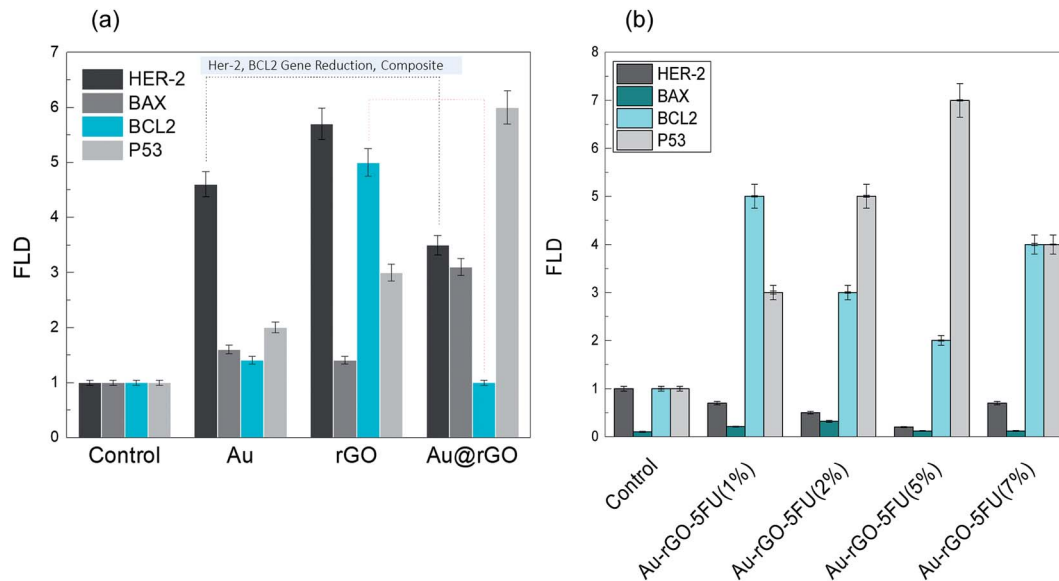 (a)
HER-2
BAX
BCL2
P53
Her-2, BCL2 Gene Reduction, Composite
FLD
7
6
5
4
3
2
1
0
Control Au rGO Au@rGO
(b)
HER-2
BAX
BCL2
P53
FLD
8
7
6
5
4
3
2
1
0
Control
Au-rGO-5FU(1%)
Au-rGO-5FU(2%)
Au-rGO-5FU(5%)
Au-rGO-5FU(7%)